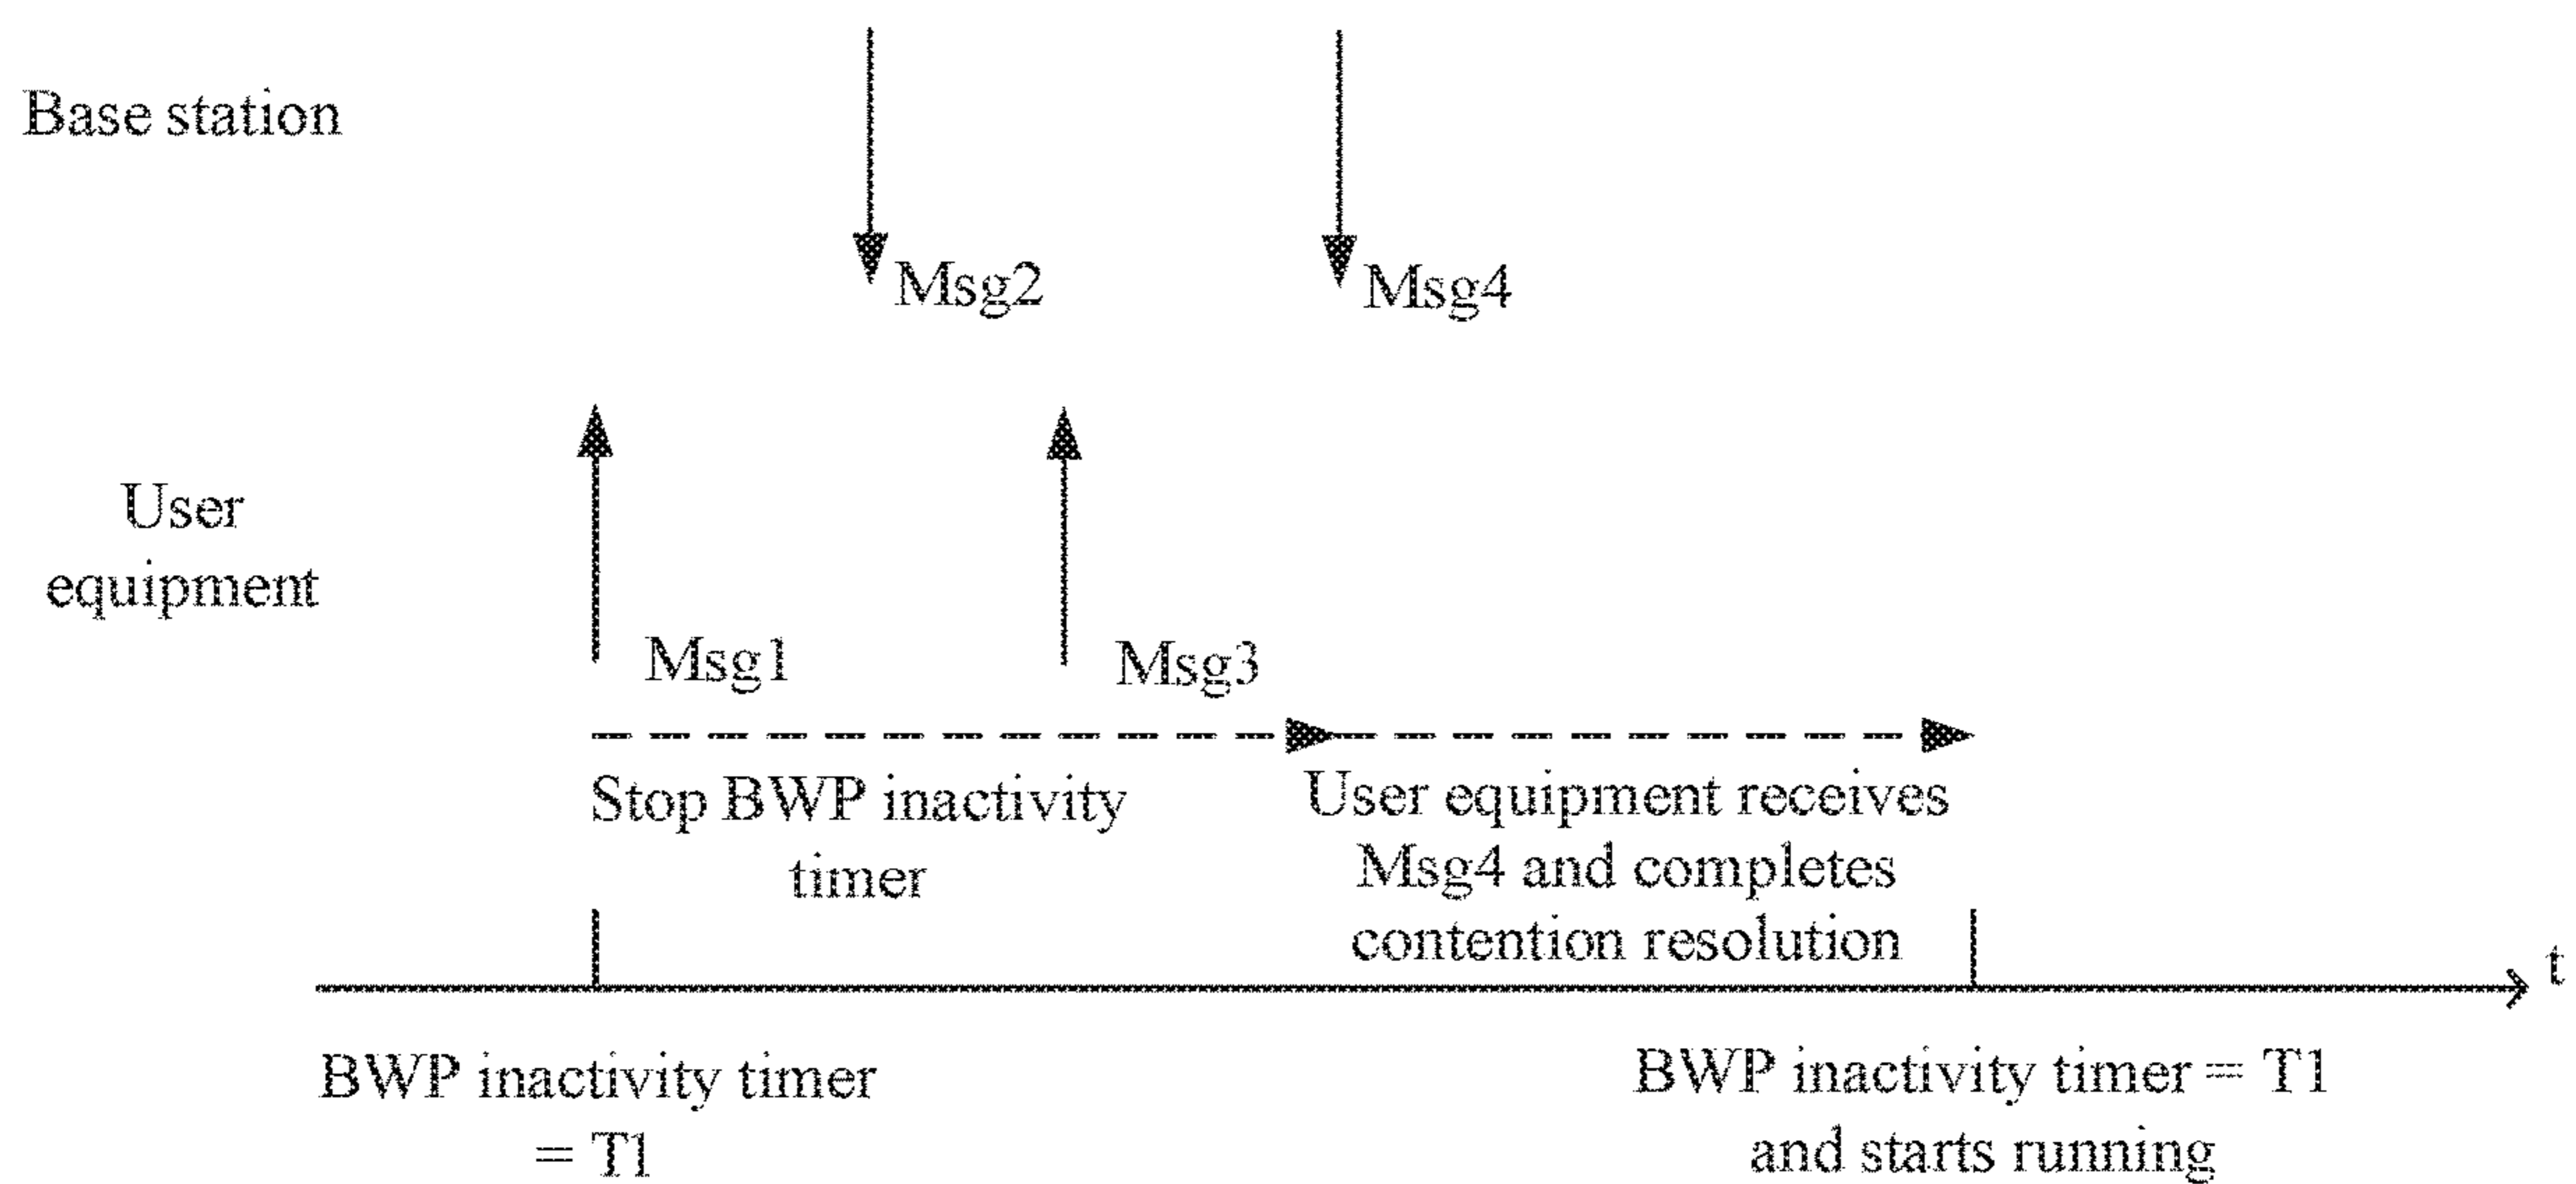 Base station
Msg2
Msg4
User
equipment
Msg1
Msg3
Stop BWP inactivity
timer
User equipment receives
Msg4 and completes
contention resolution
t
BWP inactivity timer
= T1
BWP inactivity timer = T1
and starts running